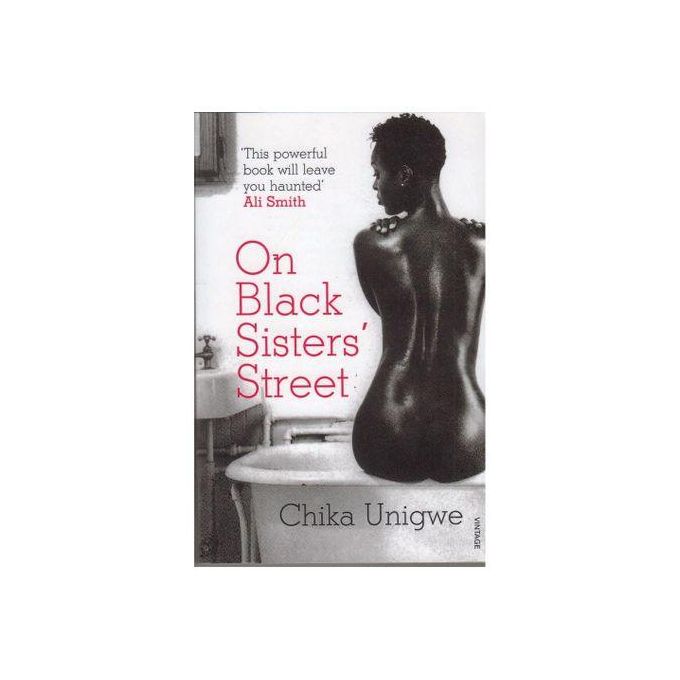 'This powerful
book will leave
you haunted'
Ali Smith
On
Black
Sisters'
Street
Chika Unigwe
VINTAGE